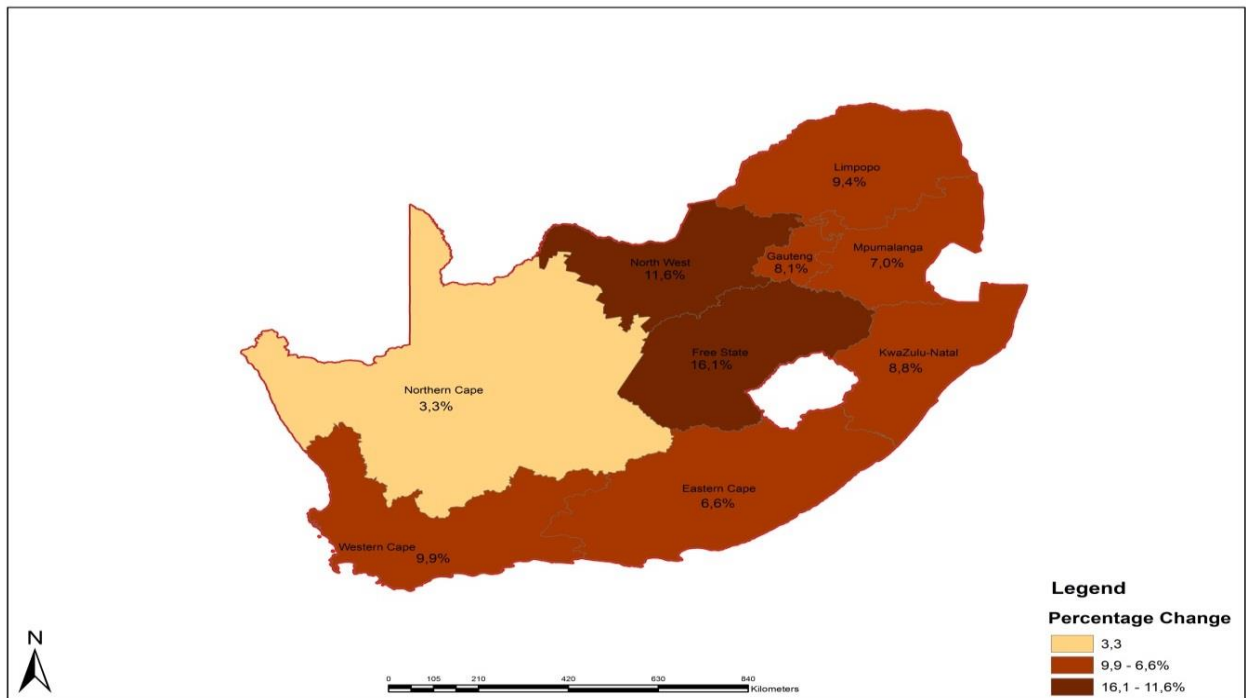 Limpopo
9,4%
Mpumalanga
7,0%
Gauteng
8,1%
North West
11,6%
Free State
16,1%
KwaZulu-Natal
8,8%
Northern Cape
3,3%
Eastern Cape
6,6%
Western Cape
9,9%
Legend
Percentage Change
3,3
9,9 - 6,6%
16,1 - 11,6%
N
0 105 210 420 630 840
Kilometers